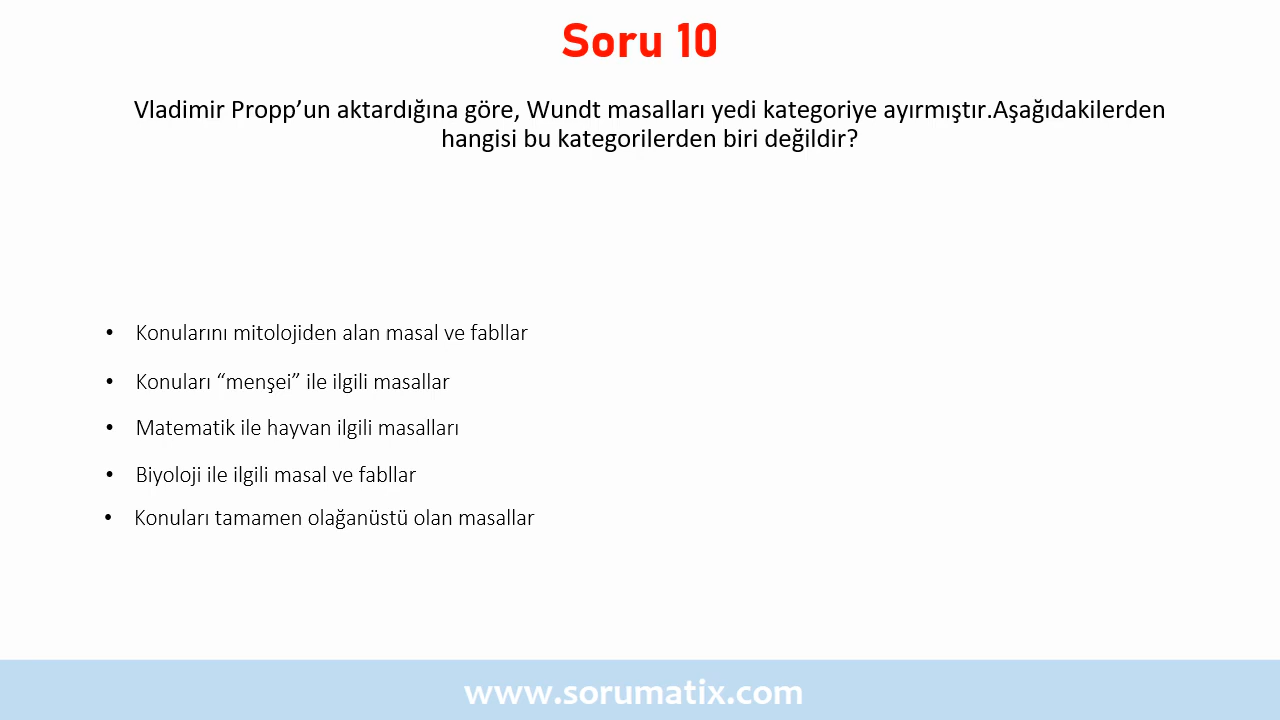 Soru 10
Vladimir Propp’un aktardığına göre, Wundt masalları yedi kategoriye ayırmıştır.Aşağıdakilerden
hangisi bu kategorilerden biri değildir?
• Konularını mitolojiden alan masal ve fabllar
• Konuları “menşei” ile ilgili masallar
• Matematik ile hayvan ilgili masalları
• Biyoloji ile ilgili masal ve fabllar
• Konuları tamamen olağanüstü olan masallar
www.sorumatix.com